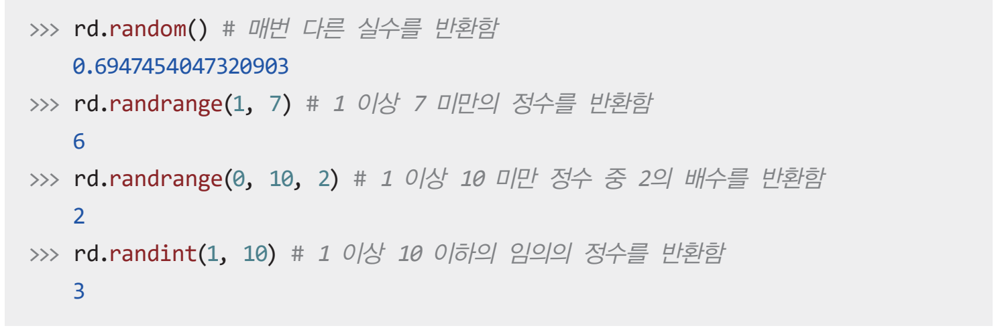 >>> rd.random() # 매번 다른 실수를 반환함
0.6947454047320903
>>> rd.randrange(1, 7) # 1 이상 7 미만의 정수를 반환함
6
>>> rd.randrange(0, 10, 2) # 1 이상 10 미만 정수 중 2의 배수를 반환함
2
>>> rd.randint(1, 10) # 1 이상 10 이하의 임의의 정수를 반환함
3